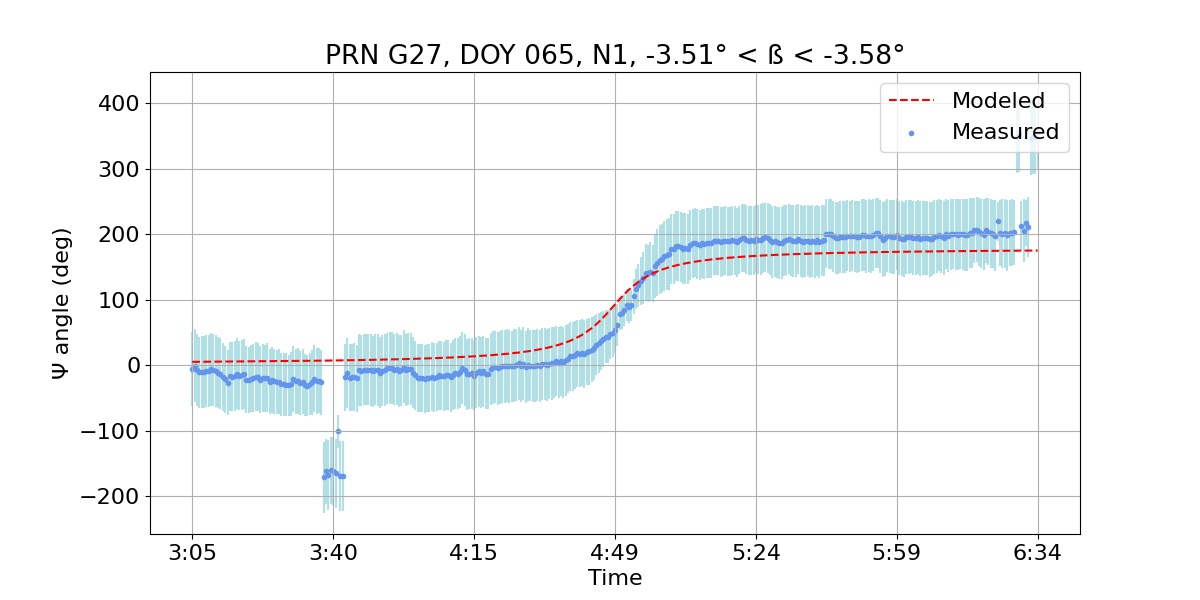 PRN G27, DOY 065, N1, -3.51° < ß < -3.58°
Modeled
Measured
Ψ angle (deg)
400
300
200
100
0
−100
−200
3:05 3:40 4:15 4:49 5:24 5:59 6:34
Time